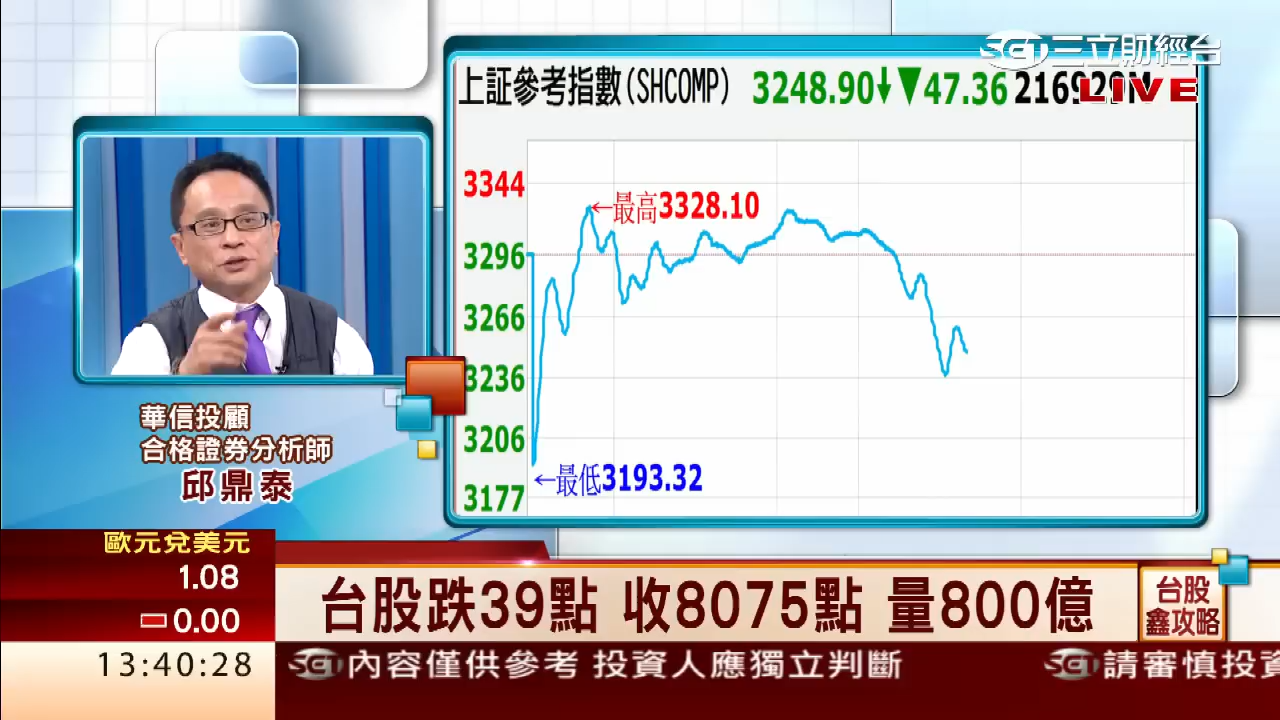 SET三立財經台
LIVE
上証參考指數(SHCOMP) 3248.90↓▼47.36
3344
3296
3266
3236
3206
3177
←最高3328.10
←最低3193.32
華信投顧
合格證券分析師
邱鼎泰
歐元兌美元
1.08
0.00
13:40:28
台股跌39點 收8075點 量800億
台股
鑫攻略
SET內容僅供參考 投資人應獨立判斷
SET請審慎投資